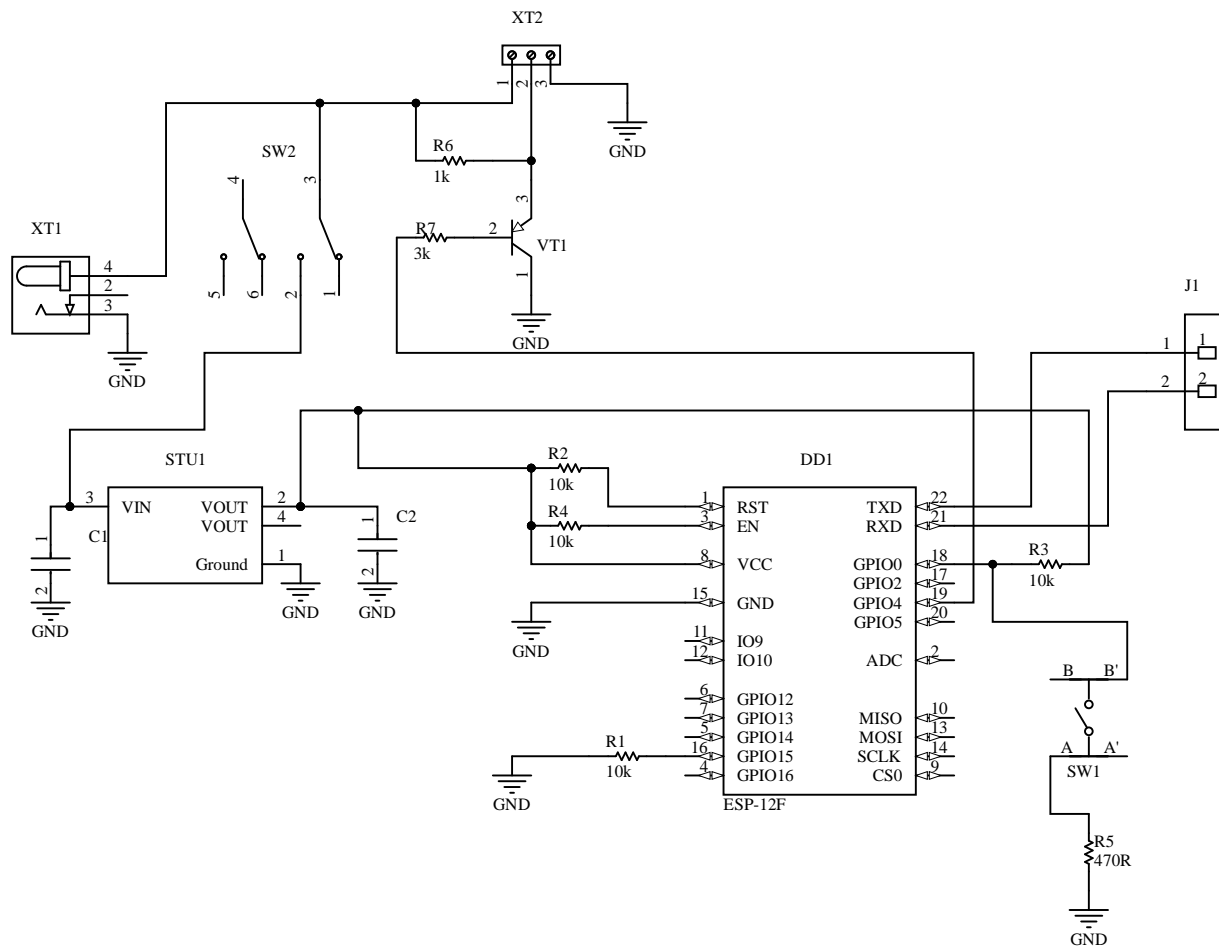 XT2
1
2
3
GND
R6
1k
SW2
4
3
5
6
2
1
XT1
4
2
3
GND
R7
3k
2
3
VT1
1
GND
J1
1
1
2
2
STU1
3
VIN
VOUT
2
VOUT
4
Ground
1
GND
C1
1
2
GND
C2
1
2
GND
R2
10k
R4
10k
DD1
1
RST
TXD
22
3
EN
RXD
21
8
VCC
GPIO0
18
GPIO2
17
15
GND
GPIO4
19
GPIO5
20
GND
11
IO9
12
IO10
ADC
2
6
GPIO12
7
GPIO13
MISO
10
5
GPIO14
MOSI
13
16
GPIO15
SCLK
14
4
GPIO16
CS0
9
ESP-12F
R1
10k
GND
R3
10k
B
B'
A
A'
SW1
R5
470R
GND